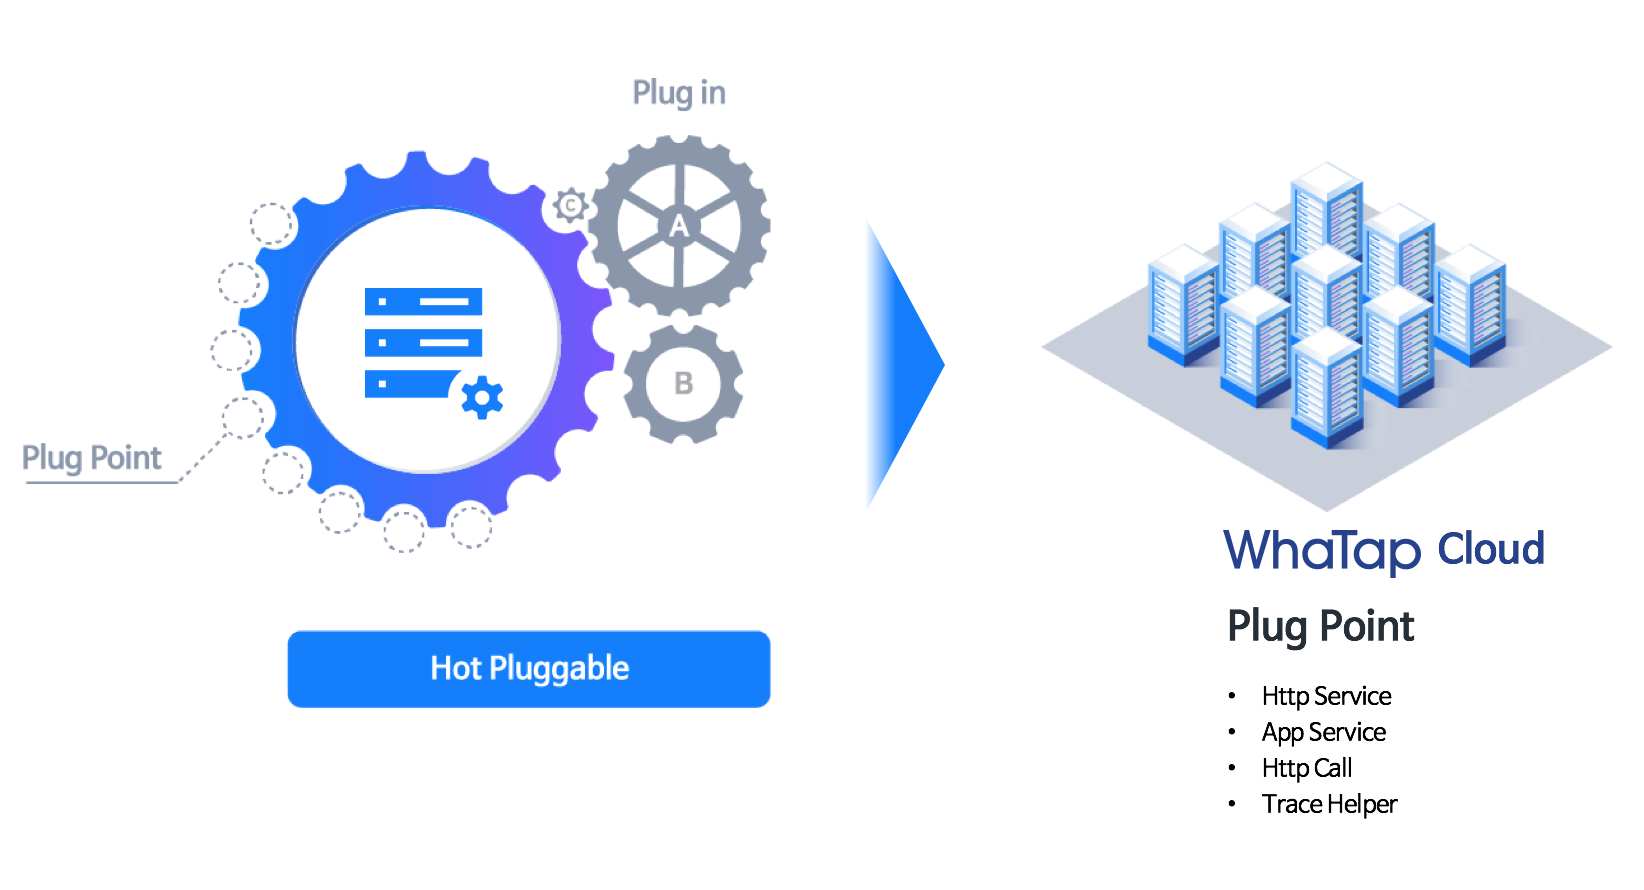 Plug in
C
A
B
Plug Point
Hot Pluggable
WhaTap Cloud
Plug Point
• Http Service
• App Service
• Http Call
• Trace Helper